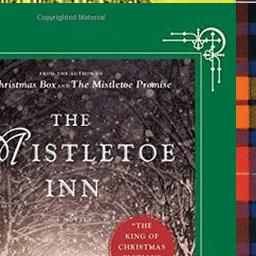 Copyrighted Material
FROM THE AUTHOR OF
Christmas Box AND The Mistletoe Promise
THE
MISTLETOE
INN
A NOVEL
"THE
KING OF
CHRISTMAS